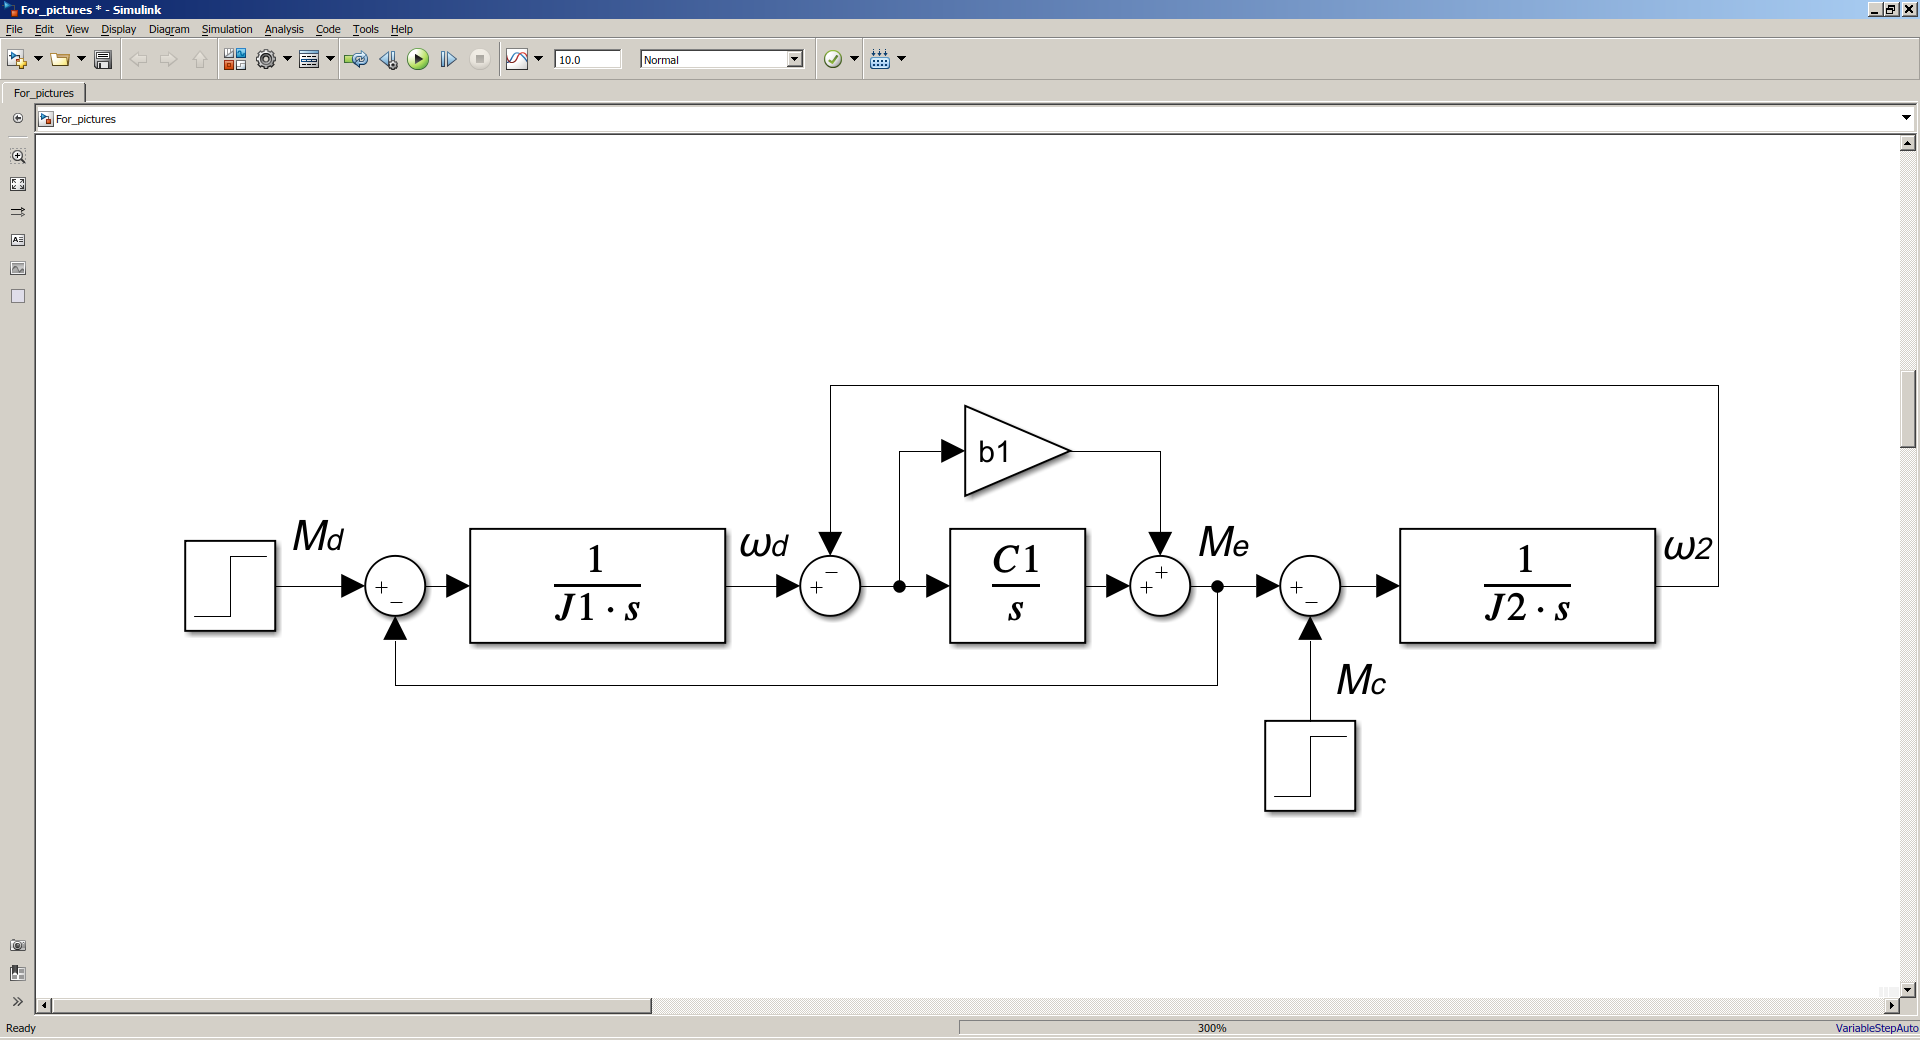 For_pictures * - Simulink
File Edit View Display Diagram Simulation Analysis Code Tools Help
10.0 Normal
For_pictures
For_pictures
b1
Md
+ −
1
J1 · s
ωd
− +
C1
s
+ +
Me
+ −
1
J2 · s
ω2
Mc
Ready 300% VariableStepAuto